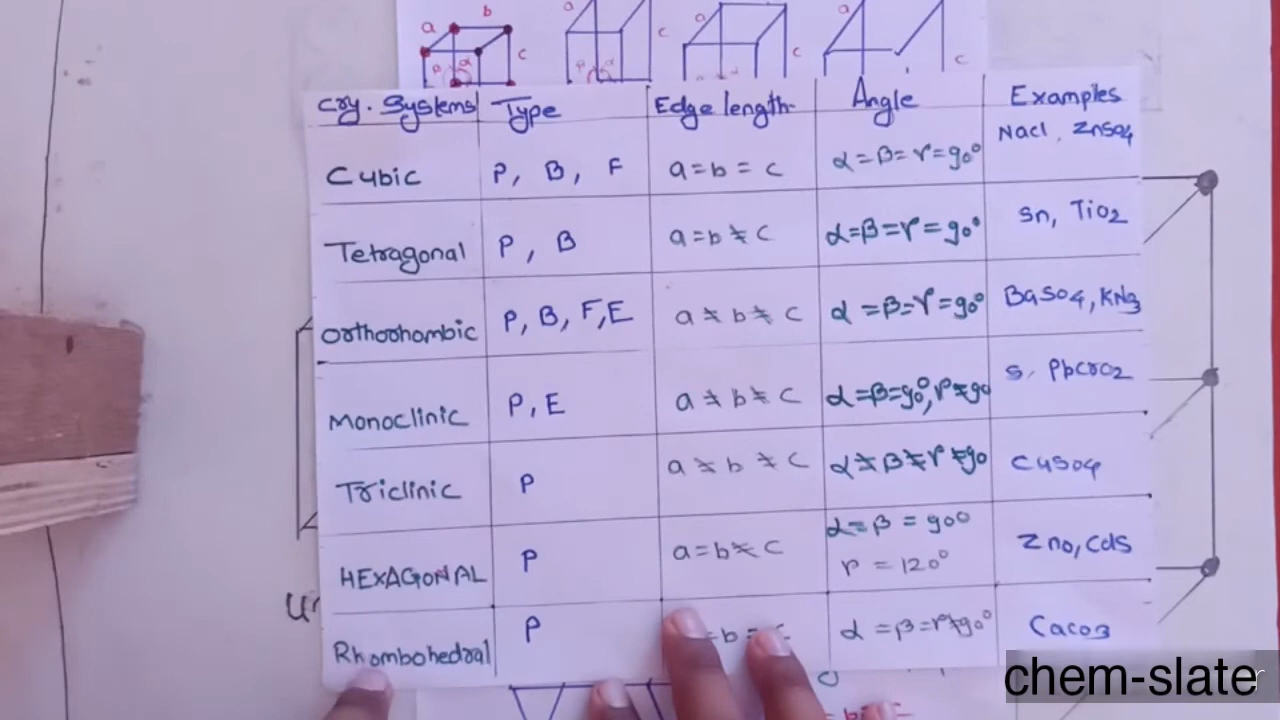 a b
c
a
c
a
c
a
c
Cry. Systems Type Edge length Angle Examples
Cubic P, B, F a = b = c α = β = γ = 90° Nacl, ZnSO4
Tetragonal P, B a = b ≠ c α = β = γ = 90° Sn, TiO2
Orthorhombic P, B, F, E a ≠ b ≠ c α = β = γ = 90° BaSO4, KNO3
Monoclinic P, E a ≠ b ≠ c α = β = 90°, γ ≠ 90 S, PbCrO2
Triclinic P a ≠ b ≠ c α ≠ β ≠ γ ≠ 90 CuSO4
HEXAGONAL P a = b ≠ c α = β = 90° γ = 120° ZnO, CdS
Rhombohedral P = b = c α = β = γ ≠ 90° CaCO3
chem-slate